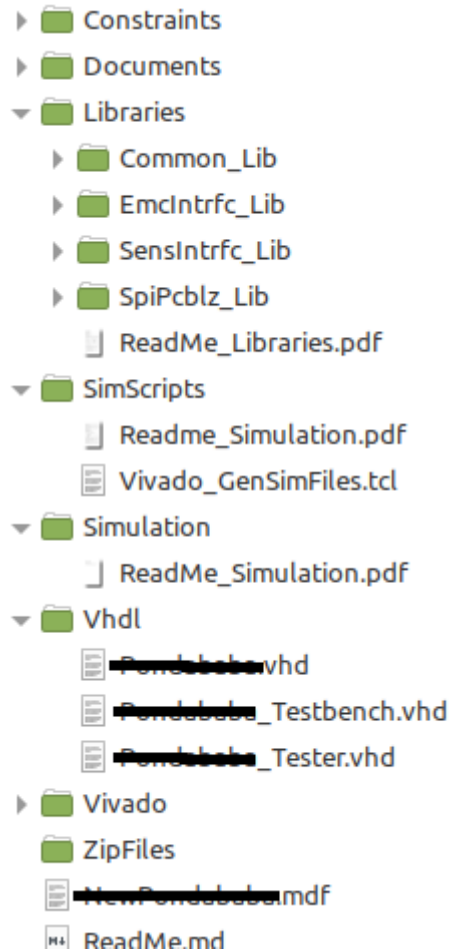 Constraints
Documents
Libraries
Common_Lib
EmcIntrfc_Lib
SensIntrfc_Lib
SpiPcblz_Lib
ReadMe_Libraries.pdf
SimScripts
Readme_Simulation.pdf
Vivado_GenSimFiles.tcl
Simulation
ReadMe_Simulation.pdf
Vhdl
.vhd
_Testbench.vhd
_Tester.vhd
Vivado
ZipFiles
.mdf
ReadMe.md